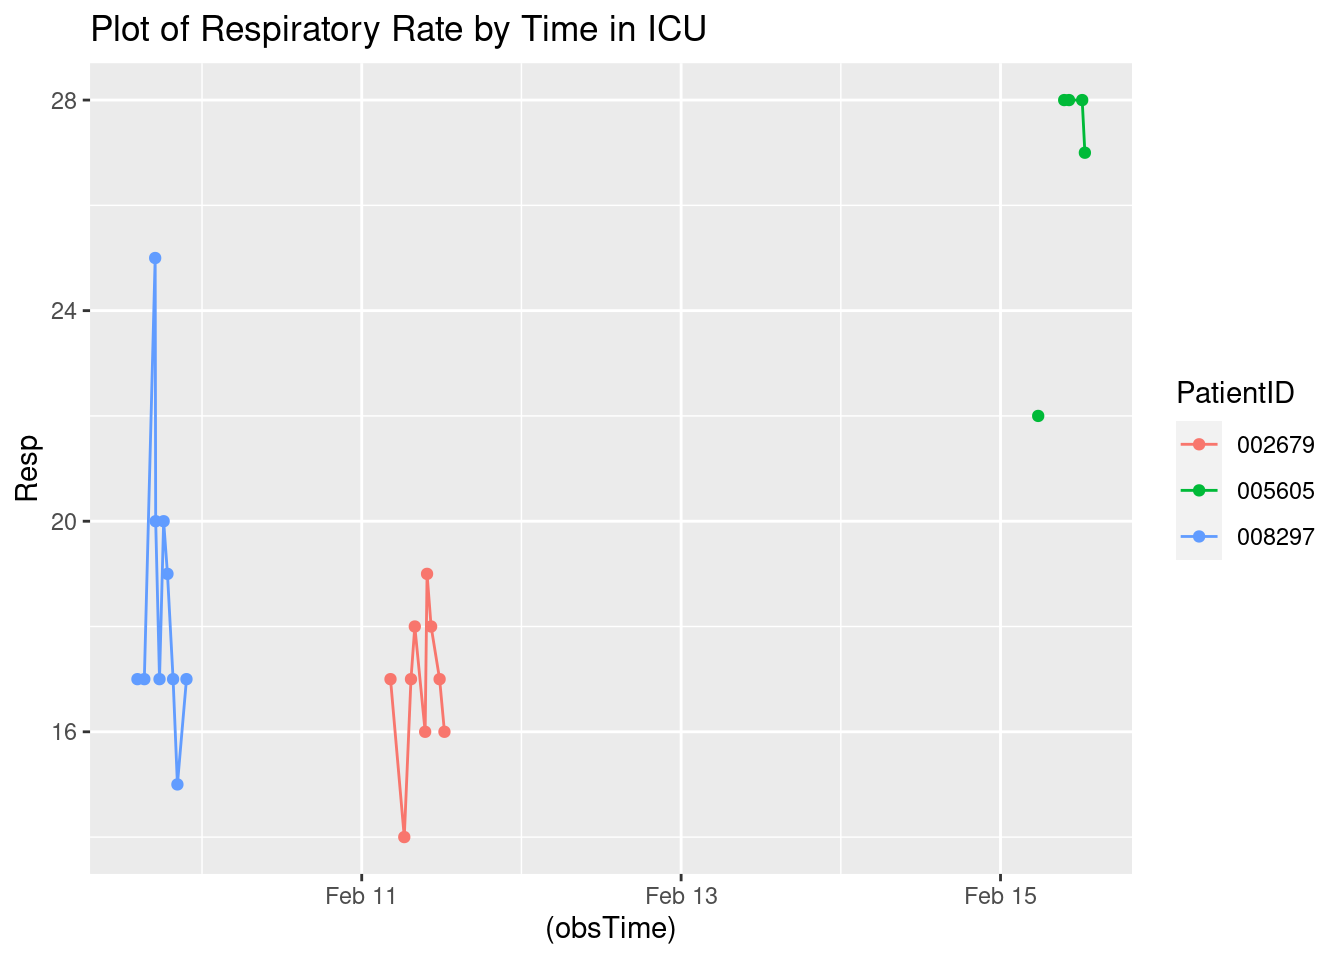 Plot of Respiratory Rate by Time in ICU
28
24
20
16
Resp
Feb 11
Feb 13
Feb 15
(obsTime)
PatientID
002679
005605
008297